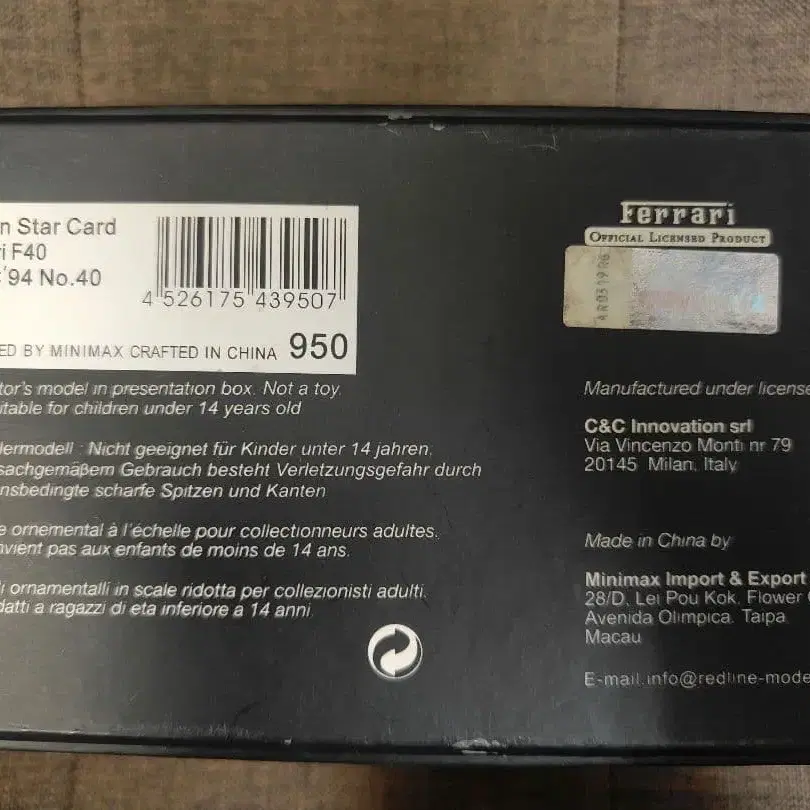 n Star Card
i F40
'94 No.40
4 526175 439507
ED BY MINIMAX CRAFTED IN CHINA 950
tor's model in presentation box. Not a toy.
itable for children under 14 years old
lermodell : Nicht geeignet für Kinder unter 14 jahren.
sachgemäßem Gebrauch besteht Verletzungsgefahr durch
nsbedingte scharfe Spitzen und Kanten
e ornemental à l'échelle pour collectionneurs adultes.
nvient pas aux enfants de moins de 14 ans.
i ornamentalli in scale ridotta per collezionisti adulti.
datti a ragazzi di eta inferiore a 14 anni.
Ferrari
OFFICIAL LICENSED PRODUCT
Manufactured under license
C&C Innovation srl
Via Vincenzo Monti nr 79
20145 Milan, Italy
Made in China by
Minimax Import & Export
28/D, Lei Pou Kok, Flower
Avenida Olimpica, Taipa
Macau
E-mail.info@redline-mode